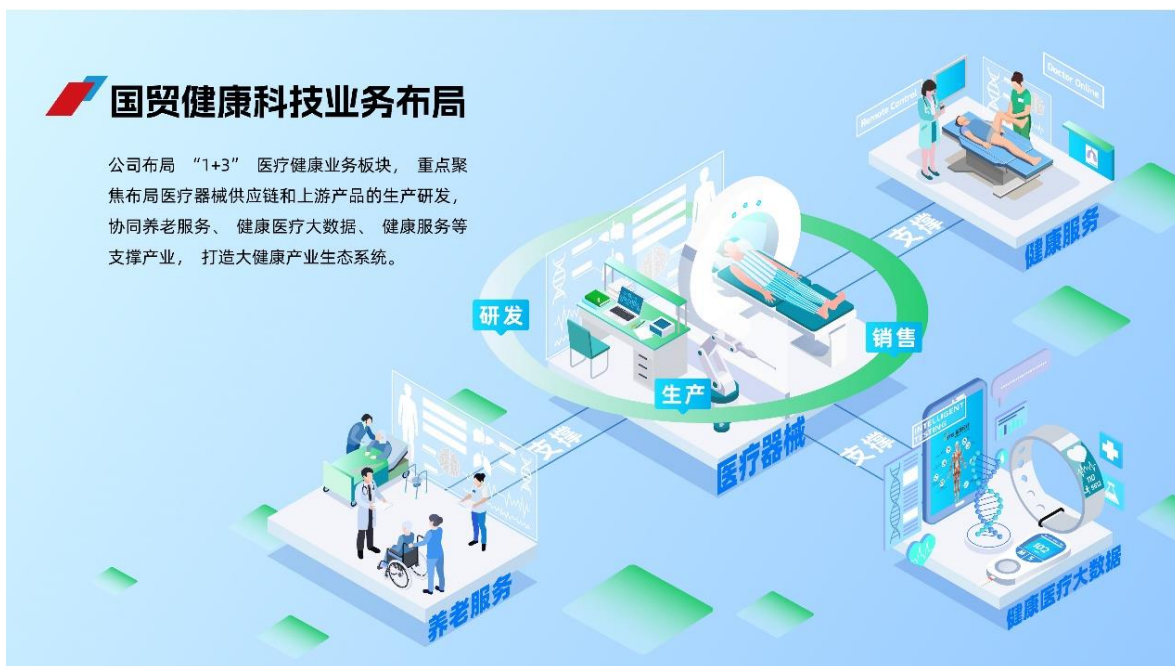 国贸健康科技业务布局
公司布局 “1+3” 医疗健康业务板块, 重点聚
焦布局医疗器械供应链和上游产品的生产研发,
协同养老服务、 健康医疗大数据、 健康服务等
支撑产业, 打造大健康产业生态系统。
Remote Control
Doctor Online
支撑
健康服务
研发
销售
生产
医疗器械
支撑
支撑
INTELLIGENT
TESTING
养老服务
健康医疗大数据